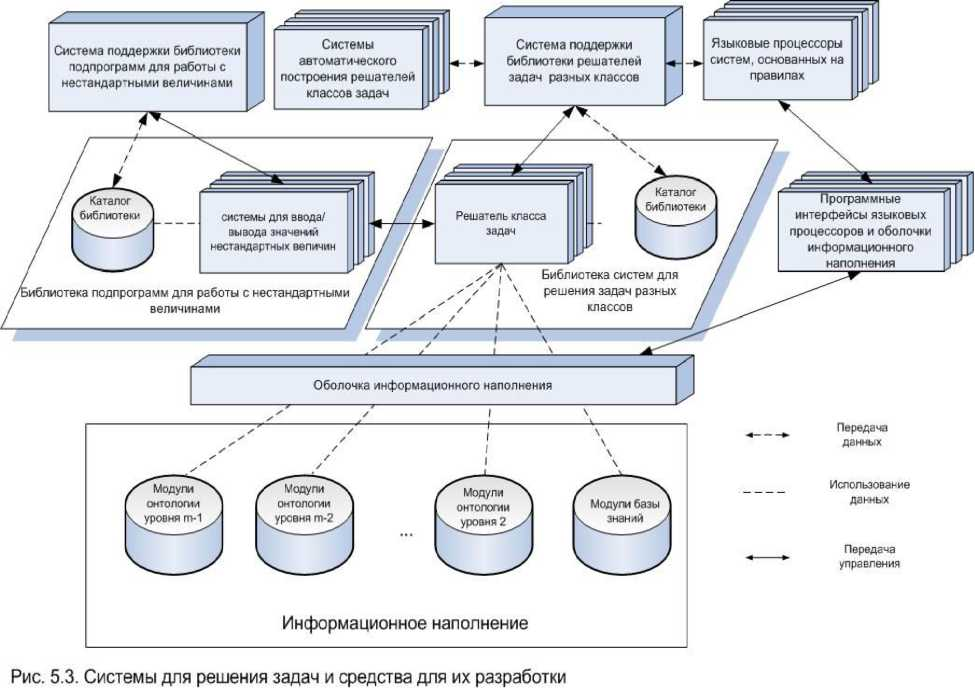 Система поддержки библиотеки
подпрограмм для работы с
нестандартными величинами
Системы
автоматического
построения решателей
классов задач
Система поддержки
библиотеки решателей
задач разных классов
Языковые процессоры
систем, основанных на
правилах
Каталог
библиотеки
системы для ввода/
вывода значений
нестандартных величин
Библиотека подпрограмм для работы с нестандартными
величинами
Решатель класса
задач
Каталог
библиотеки
Библиотека систем для
решения задач разных
классов
Программные
интерфейсы языковых
процессоров и оболочки
информационного
наполнения
Оболочка информационного наполнения
Модули
онтологии
уровня m-1
Модули
онтологии
уровня m-2
...
Модули
онтологии
уровня 2
Модули базы
знаний
Информационное наполнение
Передача
данных
Использование
данных
Передача
управления
Рис. 5.3. Системы для решения задач и средства для их разработки